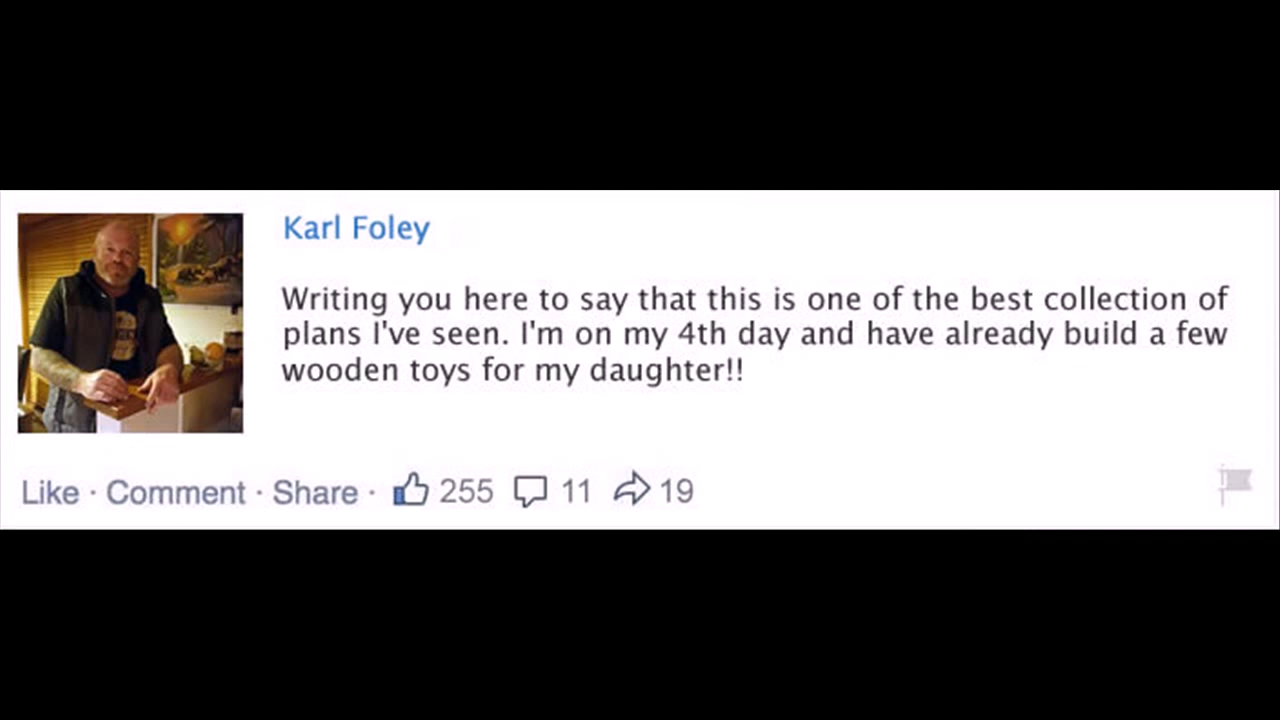 Karl Foley
Writing you here to say that this is one of the best collection of
plans I've seen. I'm on my 4th day and have already build a few
wooden toys for my daughter!!
Like · Comment · Share · 255 11 19